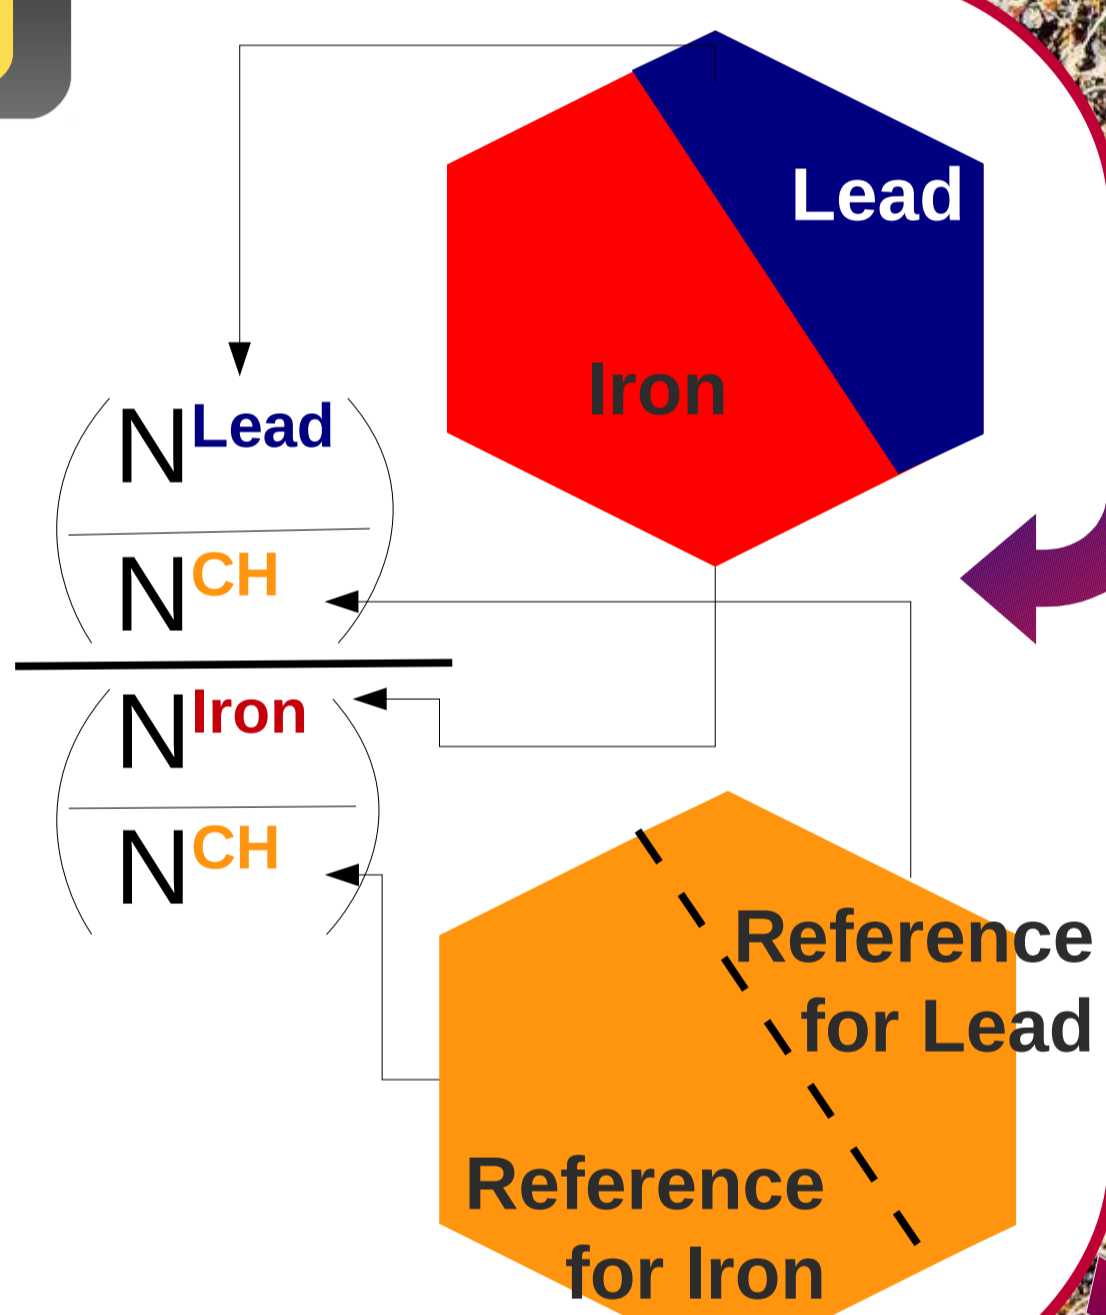 Lead
Iron
N^Lead
N^CH
N^Iron
N^CH
Reference
for Lead
Reference
for Iron